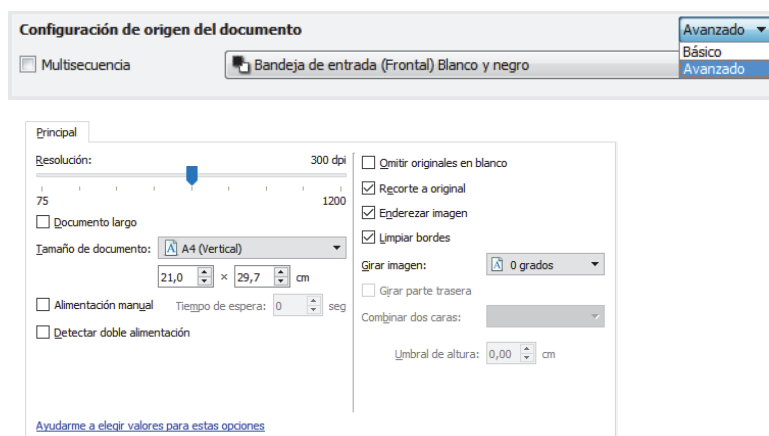 Configuración de origen del documento
Avanzado
Multisecuencia
Bandeja de entrada (Frontal) Blanco y negro
Básico
Avanzado
Principal
Resolución: 300 dpi
75 1200
Documento largo
Tamaño de documento: A4 (Vertical)
21,0 × 29,7 cm
Alimentación manual Tiempo de espera: 0 seg
Detectar doble alimentación
Ayudarme a elegir valores para estas opciones
Omitir originales en blanco
Recorte a original
Enderezar imagen
Limpiar bordes
Girar imagen: 0 grados
Girar parte trasera
Combinar dos caras:
Umbral de altura: 0,00 cm